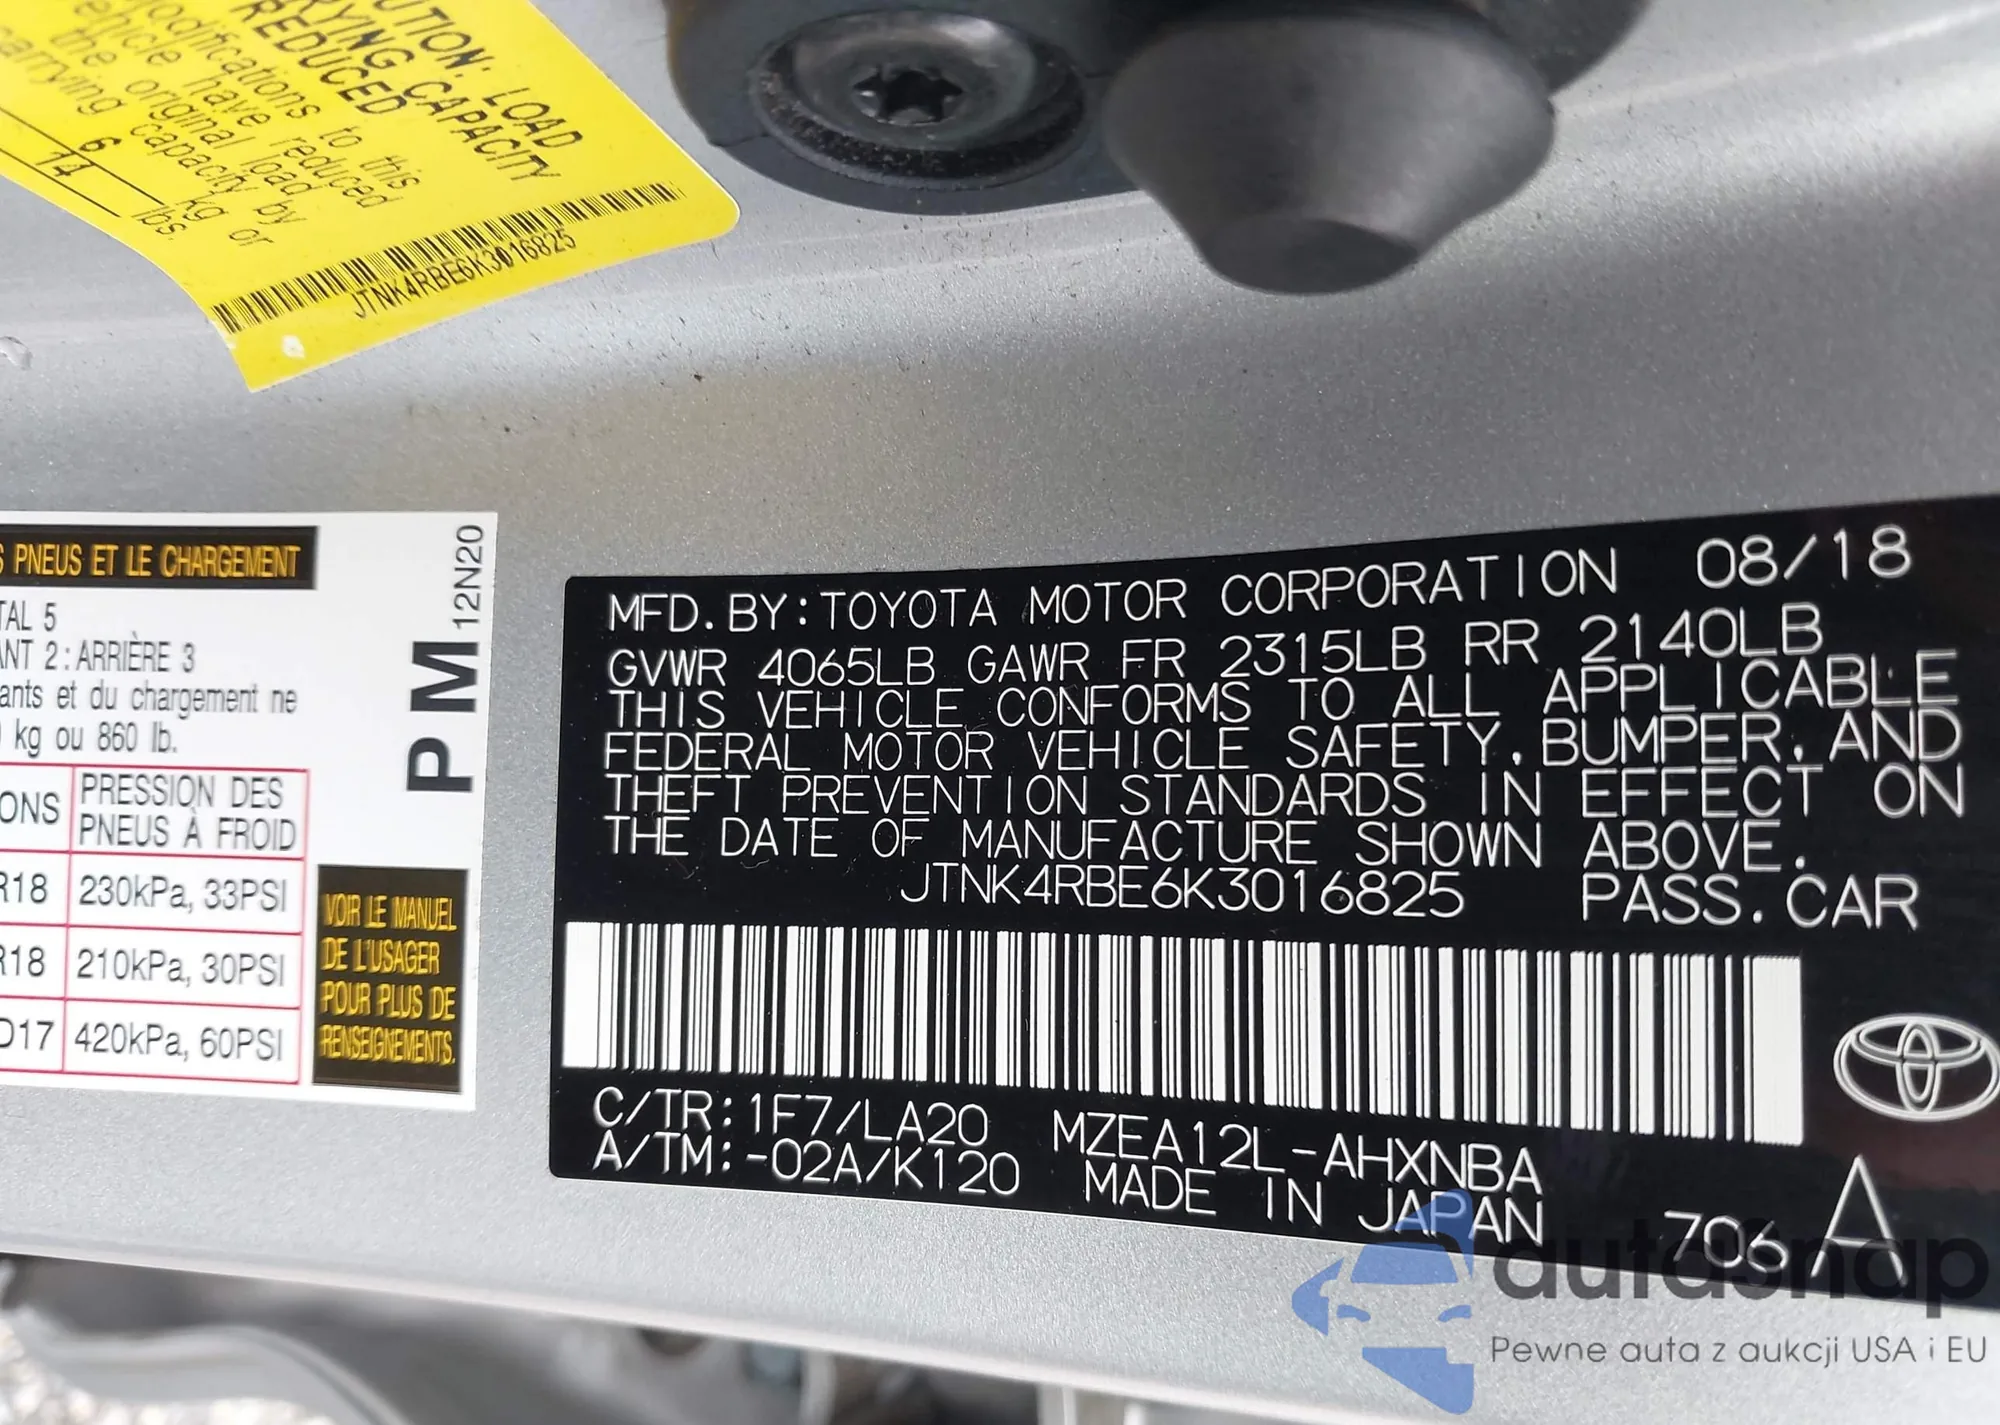 UTION: LOAD
RYING CAPACITY
REDUCED
odifications to this
ehicle have reduced
the original load
carrying capacity by
6 kg or
14 lbs.
JTNK4RBE6K3016825
PNEUS ET LE CHARGEMENT
TAL 5
ANT 2 : ARRIÈRE 3
ants et du chargement ne
kg ou 860 lb.
ONS PRESSION DES
PNEUS À FROID
R18 230kPa, 33PSI
R18 210kPa, 30PSI
D17 420kPa, 60PSI
PM 12N20
VOIR LE MANUEL
DE L'USAGER
POUR PLUS DE
RENSEIGNEMENTS.
MFD. BY: TOYOTA MOTOR CORPORATION 08/18
GVWR 4065LB GAWR FR 2315LB RR 2140LB
THIS VEHICLE CONFORMS TO ALL APPLICABLE
FEDERAL MOTOR VEHICLE SAFETY, BUMPER, AND
THEFT PREVENTION STANDARDS IN EFFECT ON
THE DATE OF MANUFACTURE SHOWN ABOVE.
JTNK4RBE6K3016825 PASS. CAR
C/TR: 1F7/LA20 MZEA12L-AHXNBA
A/TM: -02A/K120 MADE IN JAPAN 706 A
autosnap
Pewne auta z aukcji USA i EU